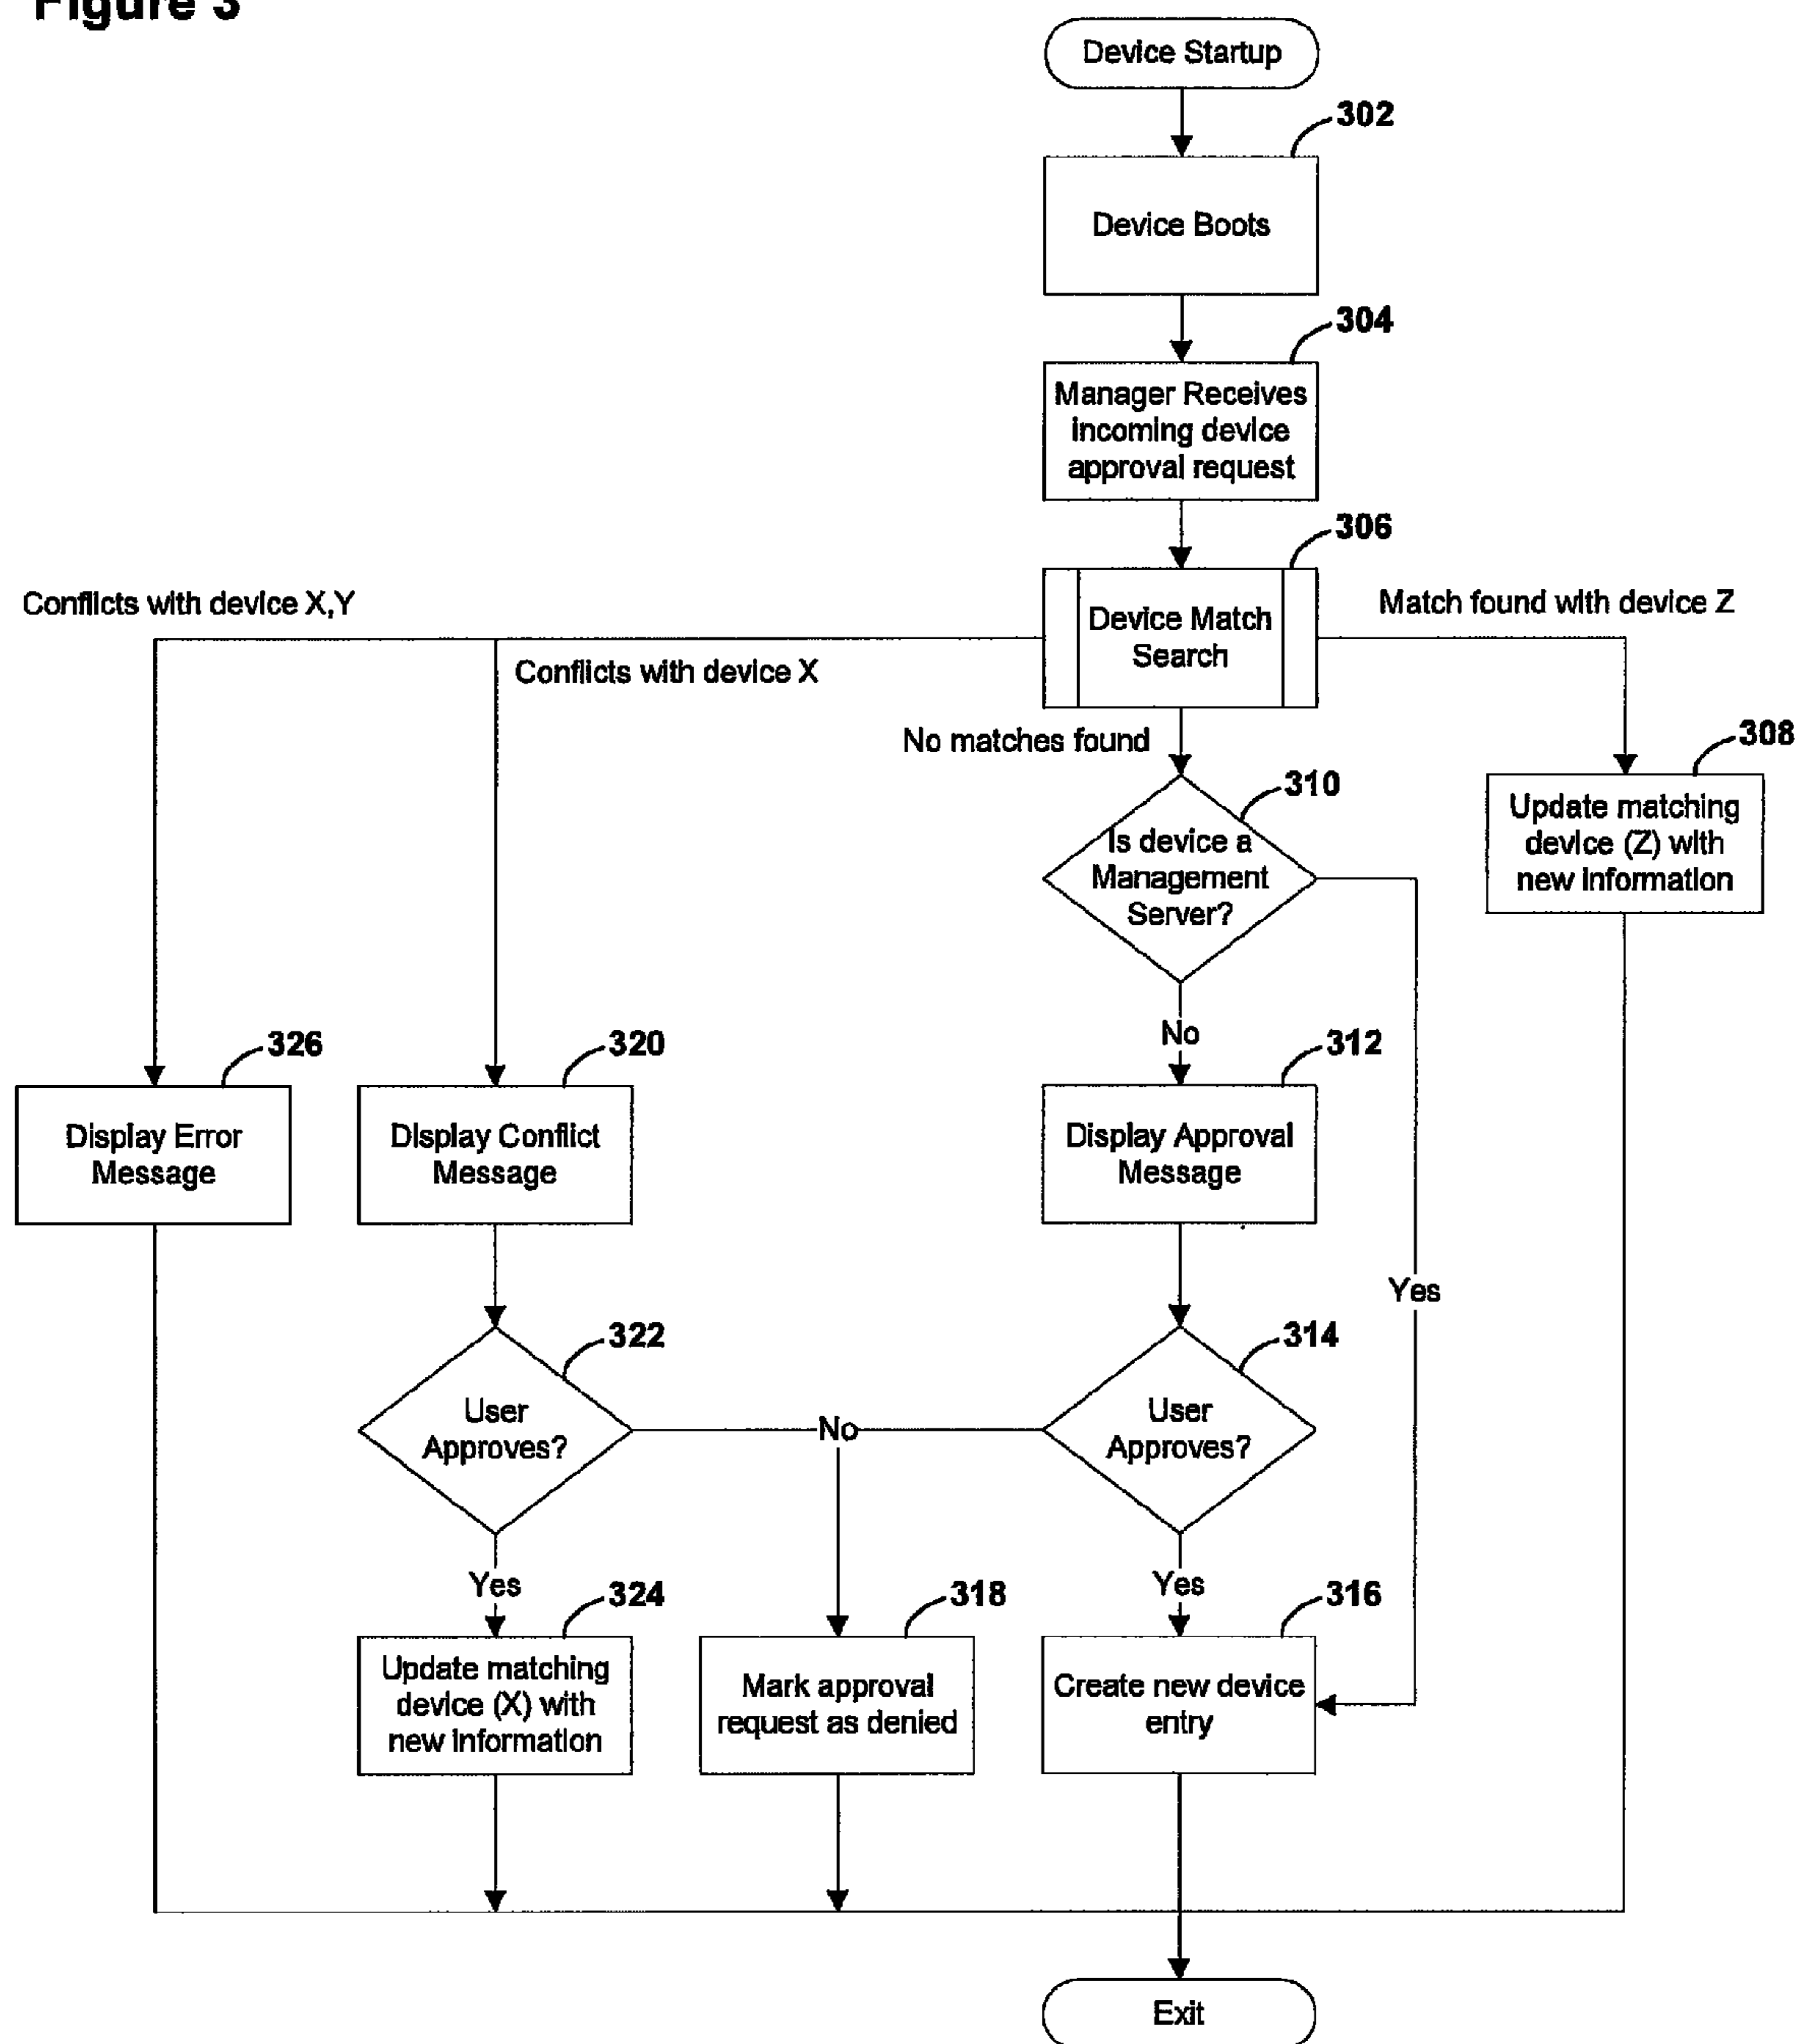 Figure 3
Device Startup
302
Device Boots
304
Manager Receives
incoming device
approval request
306
Device Match
Search
Conflicts with device X,Y
Conflicts with device X
Match found with device Z
No matches found
308
Update matching
device (Z) with
new information
310
Is device a
Management
Server?
No
Yes
326
Display Error
Message
320
Display Conflict
Message
312
Display Approval
Message
322
User
Approves?
No
314
User
Approves?
Yes
Yes
324
Update matching
device (X) with
new information
318
Mark approval
request as denied
316
Create new device
entry
Exit